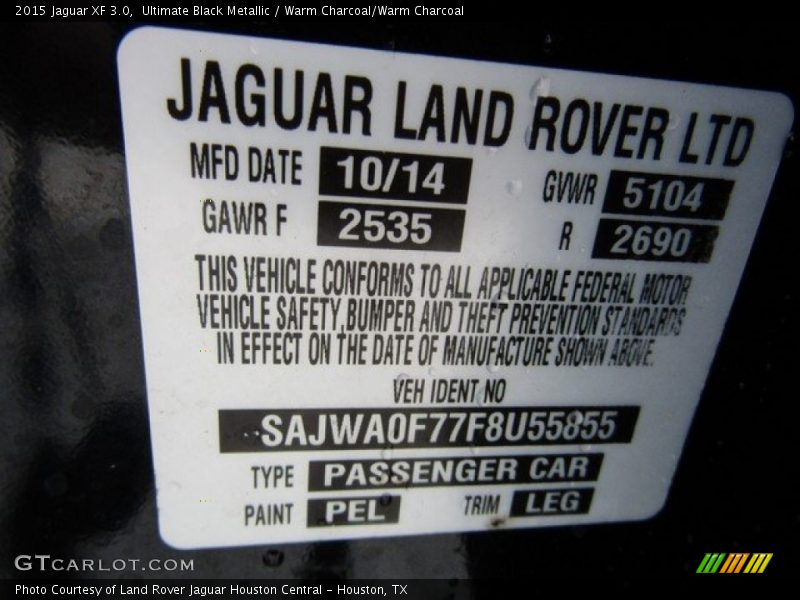 2015 Jaguar XF 3.0, Ultimate Black Metallic / Warm Charcoal/Warm Charcoal
JAGUAR LAND ROVER LTD
MFD DATE 10/14 GVWR 5104
GAWR F 2535 R 2690
THIS VEHICLE CONFORMS TO ALL APPLICABLE FEDERAL MOTOR
VEHICLE SAFETY,BUMPER AND THEFT PREVENTION STANDARDS
IN EFFECT ON THE DATE OF MANUFACTURE SHOWN ABOVE.
VEH IDENT NO
SAJWA0F77F8U55855
TYPE PASSENGER CAR
PAINT PEL TRIM LEG
GTCARLOT.COM
Photo Courtesy of Land Rover Jaguar Houston Central - Houston, TX